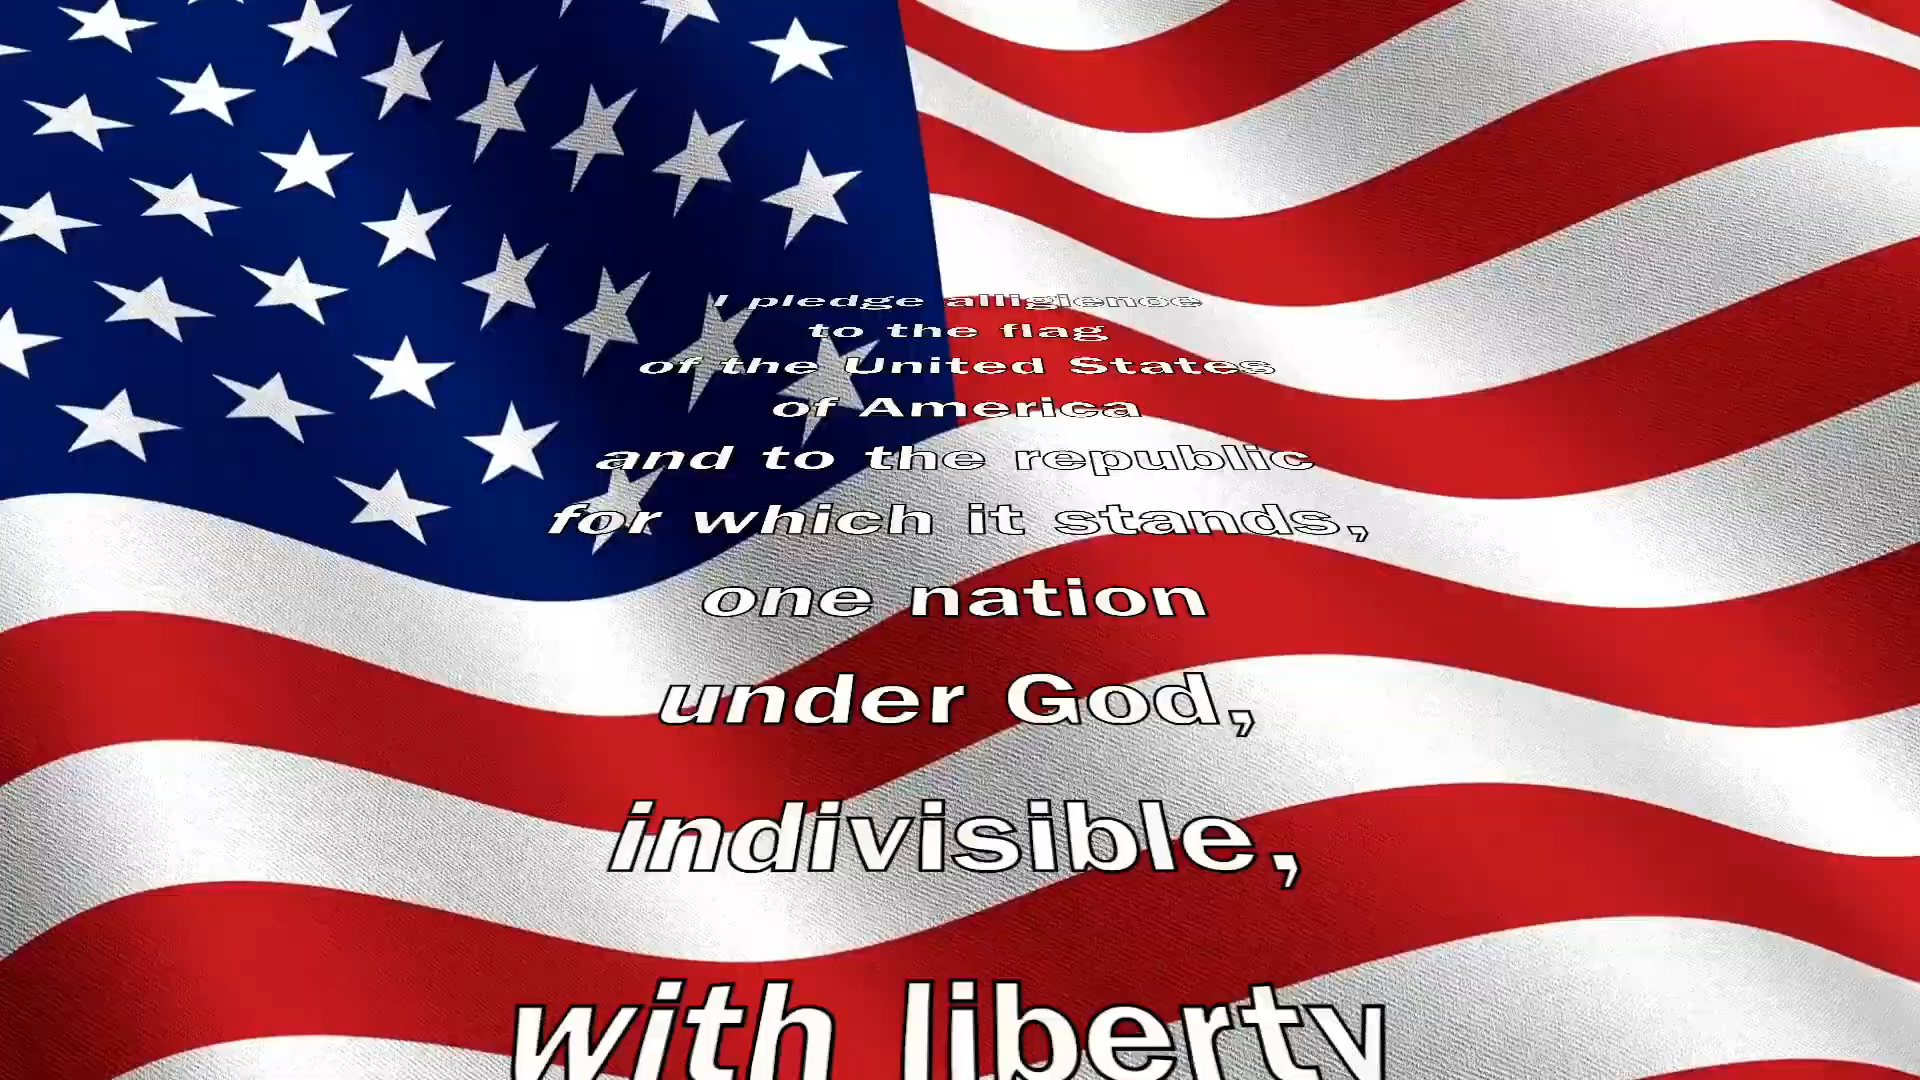 I pledge alligience
to the flag
of the United States
of America
and to the republic
for which it stands,
one nation
under God,
indivisible,
with liberty